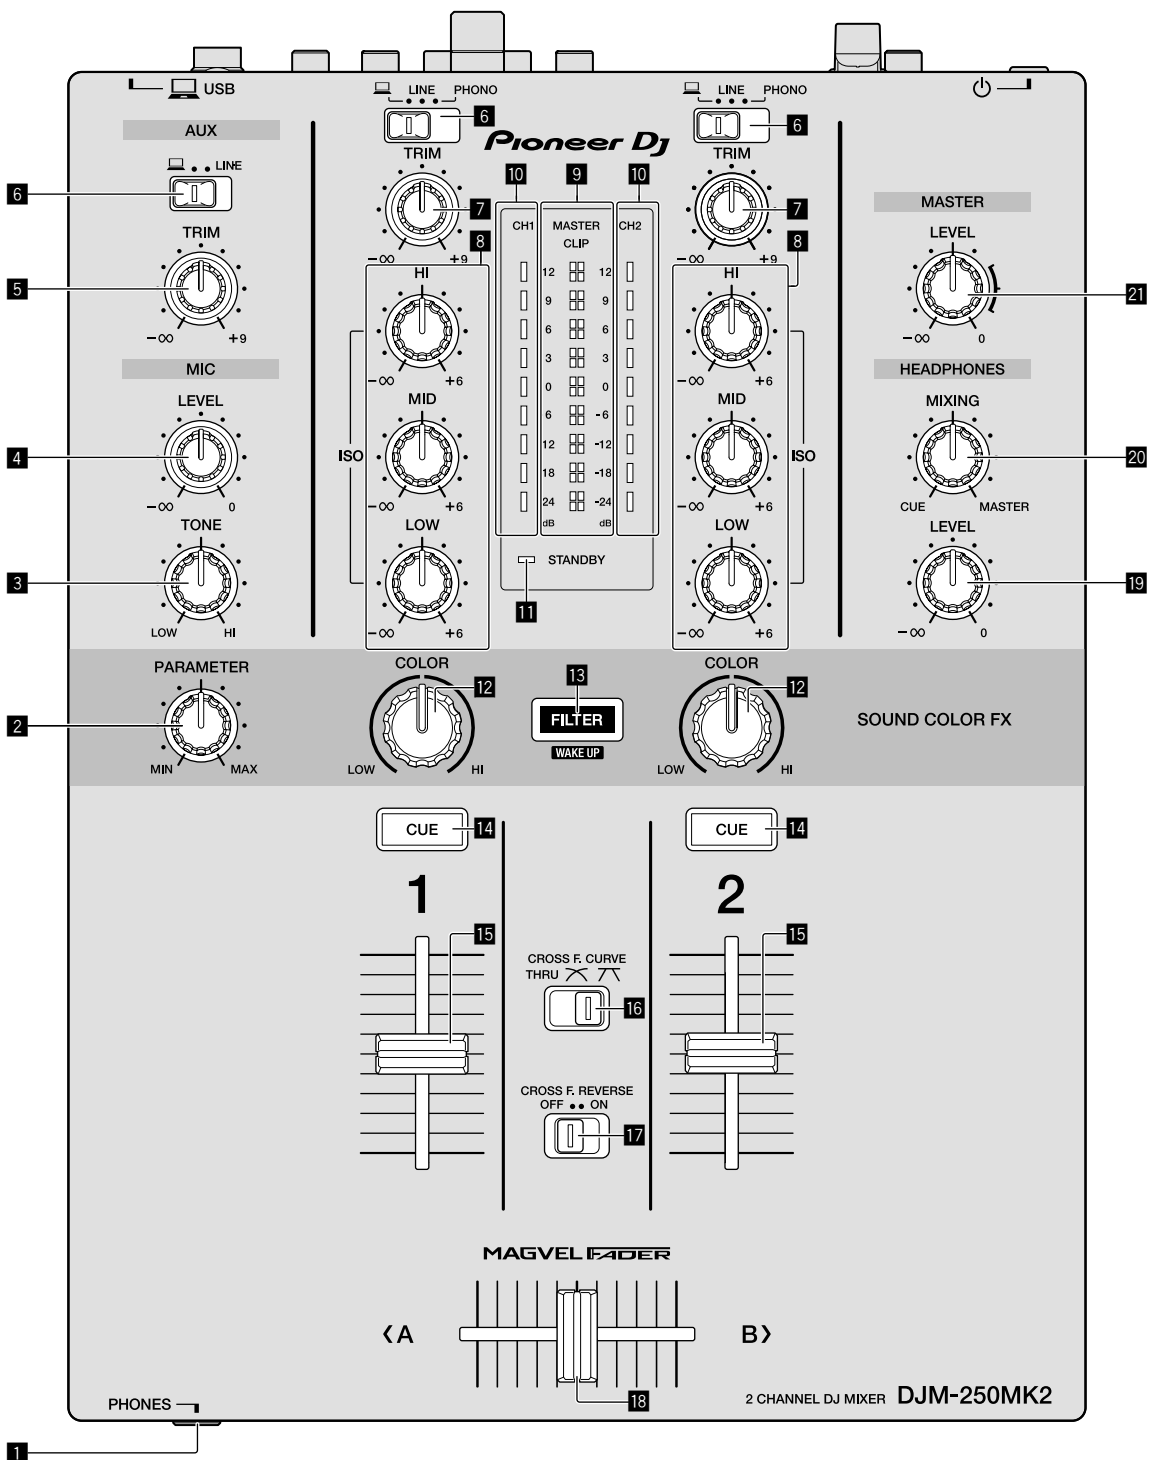 USB
LINE PHONO
LINE PHONO
AUX
6
6
Pioneer Dj
LINE
TRIM
TRIM
10
9
10
6
7
7
MASTER
CH1
MASTER
CH2
8
8
CLIP
TRIM
LEVEL
-∞ +9
-∞ +9
HI
HI
12 12
5
21
9 9
6 6
-∞ +9
-∞ 0
3 3
MIC
HEADPHONES
-∞ +6
-∞ +6
0 0
LEVEL
MID
MID
MIXING
6 -6
12 -12
4
ISO
ISO
20
18 -18
-∞ +6
-∞ +6
24 -24
-∞ 0
CUE MASTER
dB dB
TONE
LOW
LOW
LEVEL
STANDBY
3
19
11
LOW HI
-∞ +6
-∞ +6
-∞ 0
PARAMETER
COLOR
COLOR
13
12
12
2
FILTER
SOUND COLOR FX
WAKE UP
MIN MAX
LOW HI
LOW HI
CUE
14
CUE
14
1
2
15
15
CROSS F. CURVE
THRU
16
CROSS F. REVERSE
OFF ON
17
MAGVEL FADER
‹A
B›
18
PHONES
2 CHANNEL DJ MIXER DJM-250MK2
1